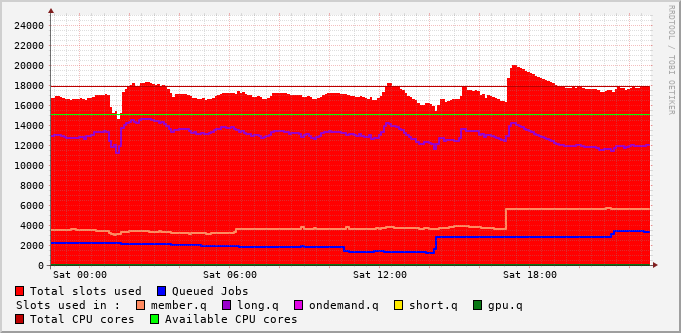 RRDTOOL / TOBI OETIKER
24000
22000
20000
18000
16000
14000
12000
10000
8000
6000
4000
2000
0
Sat 00:00 Sat 06:00 Sat 12:00 Sat 18:00
Total slots used Queued Jobs
Slots used in : member.q long.q ondemand.q short.q gpu.q
Total CPU cores Available CPU cores